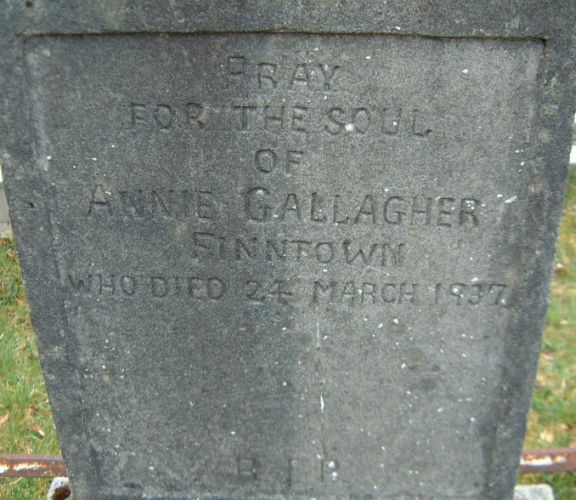 PRAY
FOR THE SOUL
OF
ANNIE GALLAGHER
FINNTOWN
WHO DIED 24 MARCH 1937